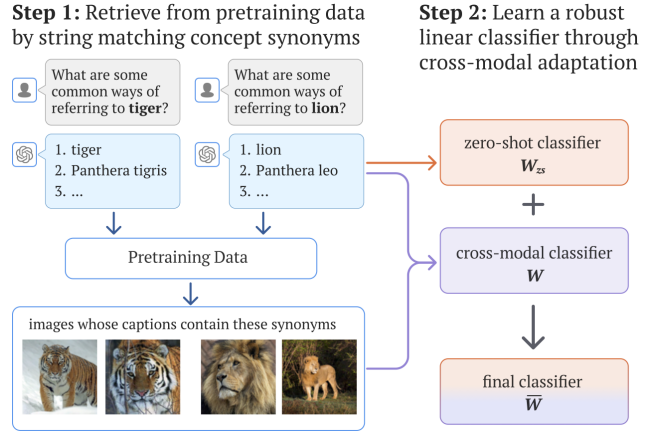 Step 1: Retrieve from pretraining data
by string matching concept synonyms
What are some
common ways of
referring to tiger?
What are some
common ways of
referring to lion?
1. tiger
2. Panthera tigris
3. ...
1. lion
2. Panthera leo
3. ...
Pretraining Data
images whose captions contain these synonyms
Step 2: Learn a robust
linear classifier through
cross-modal adaptation
zero-shot classifier
W_zs
+
cross-modal classifier
W
final classifier
W̅